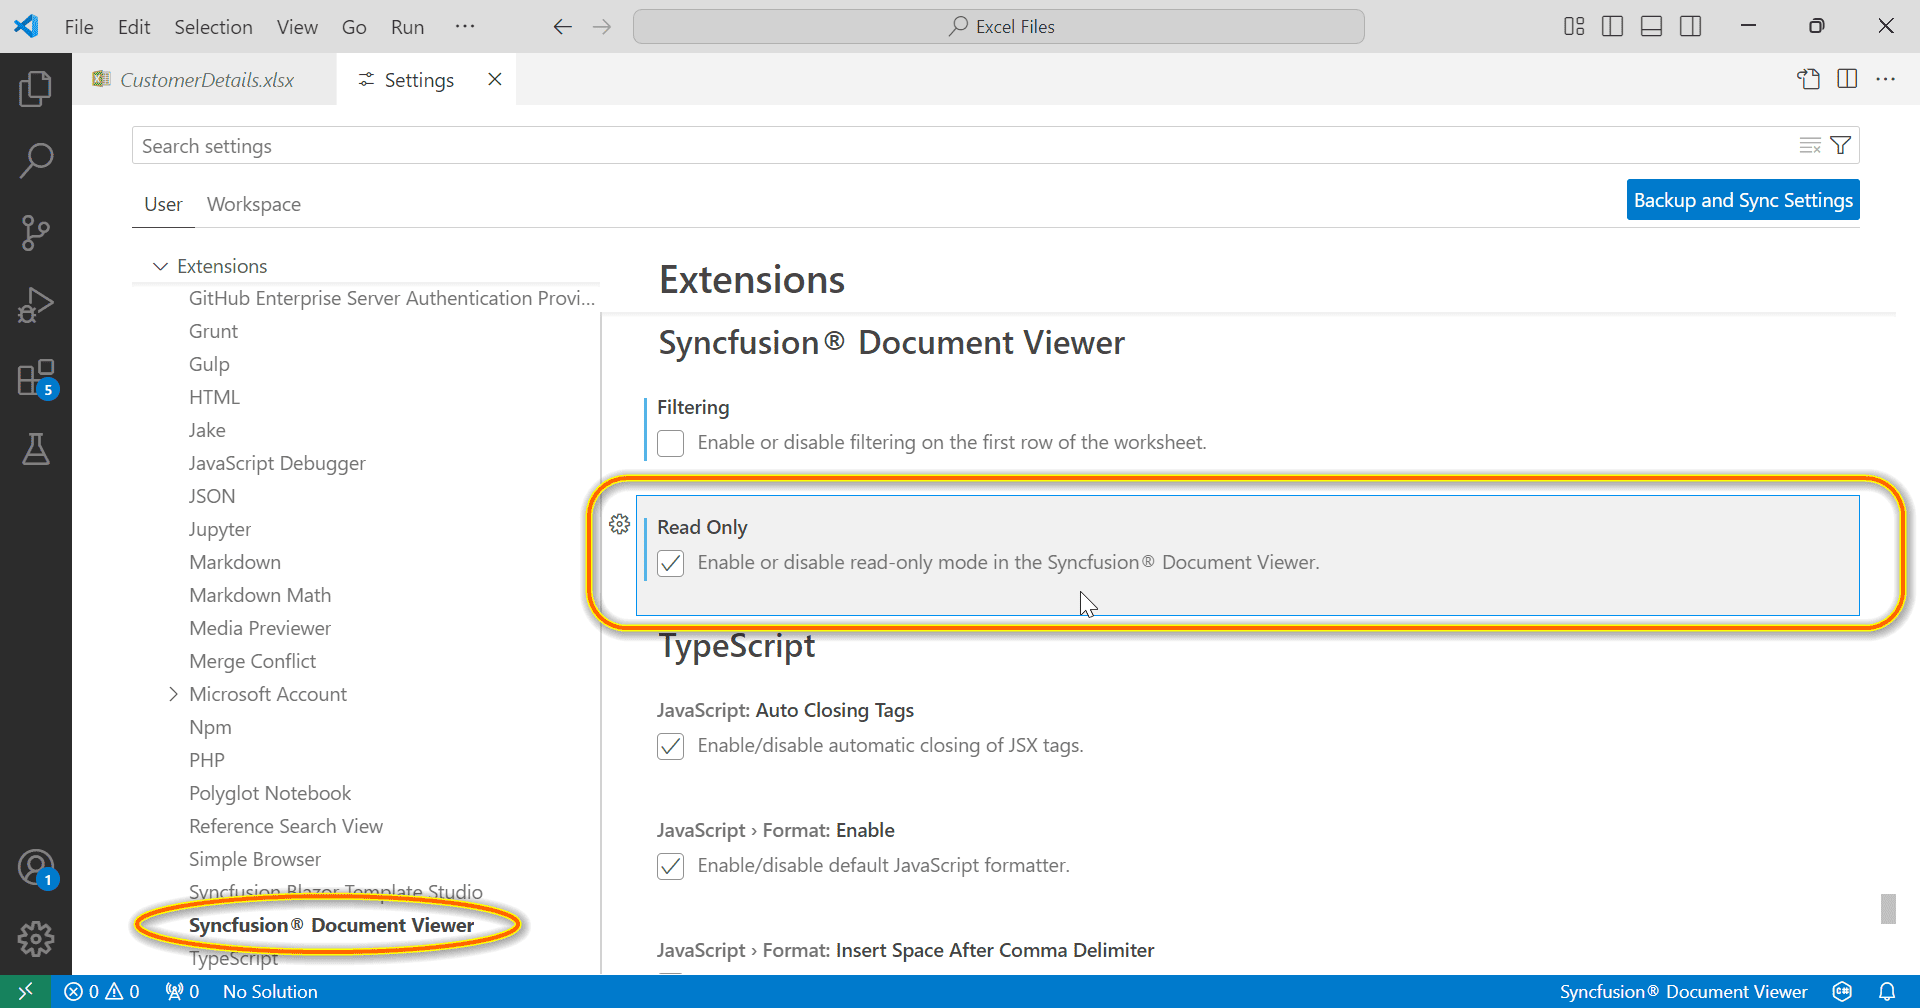 File Edit Selection View Go Run ··· Excel Files
CustomerDetails.xlsx Settings
Search settings
User Workspace Backup and Sync Settings
Extensions
GitHub Enterprise Server Authentication Provi...
Grunt
Gulp
HTML
Jake
JavaScript Debugger
JSON
Jupyter
Markdown
Markdown Math
Media Previewer
Merge Conflict
Microsoft Account
Npm
PHP
Polyglot Notebook
Reference Search View
Simple Browser
Syncfusion Blazor Template Studio
Syncfusion® Document Viewer
TypeScript
Extensions
Syncfusion® Document Viewer
Filtering
Enable or disable filtering on the first row of the worksheet.
Read Only
Enable or disable read-only mode in the Syncfusion® Document Viewer.
TypeScript
JavaScript: Auto Closing Tags
Enable/disable automatic closing of JSX tags.
JavaScript › Format: Enable
Enable/disable default JavaScript formatter.
JavaScript › Format: Insert Space After Comma Delimiter
5
1
0 0 0 No Solution Syncfusion® Document Viewer C#